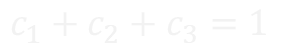 c₁ + c₂ + c₃ = 1